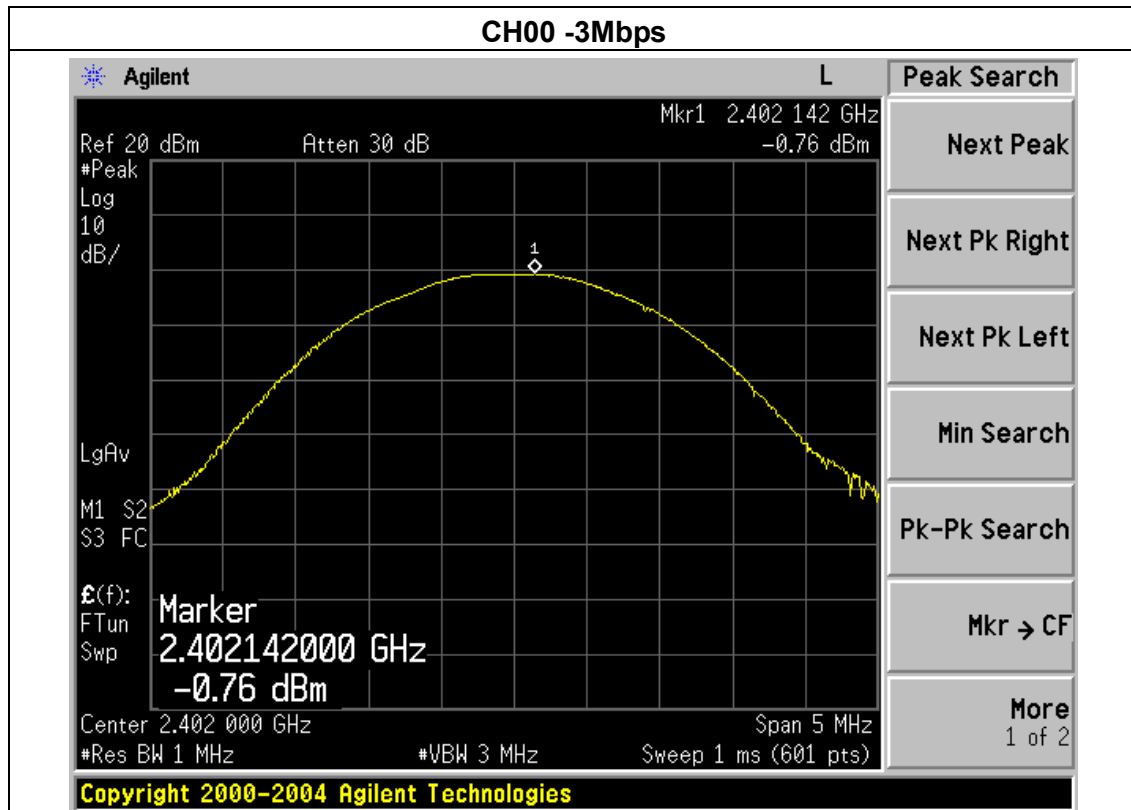 CH00 -3Mbps
Agilent
L
Peak Search
Mkr1 2.402 142 GHz
Ref 20 dBm
Atten 30 dB
-0.76 dBm
#Peak
Log
10
dB/
1
LgAv
M1 S2
S3 FC
£(f):
FTun
Swp
Marker
2.402142000 GHz
-0.76 dBm
Center 2.402 000 GHz
Span 5 MHz
#Res BW 1 MHz
#VBW 3 MHz
Sweep 1 ms (601 pts)
Copyright 2000-2004 Agilent Technologies
Next Peak
Next Pk Right
Next Pk Left
Min Search
Pk-Pk Search
Mkr → CF
More
1 of 2